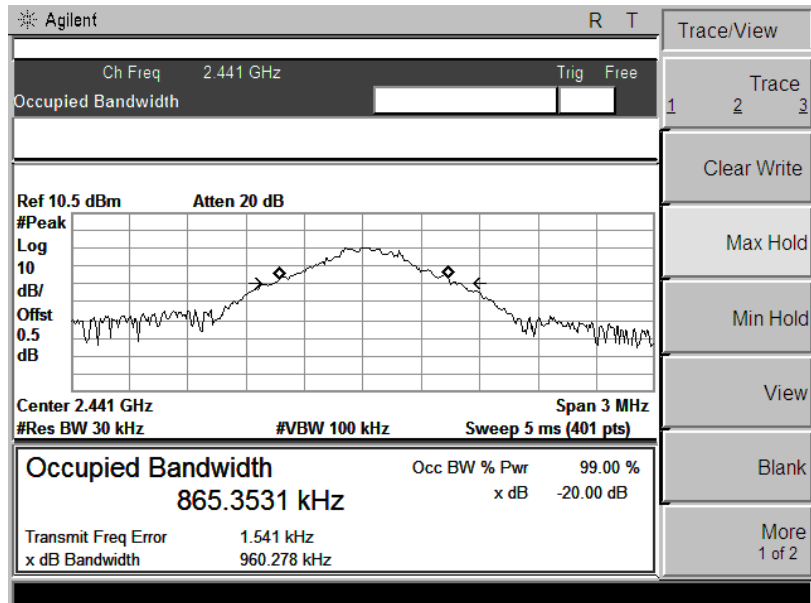 Agilent R T
Ch Freq 2.441 GHz Trig Free
Occupied Bandwidth
Ref 10.5 dBm Atten 20 dB
#Peak
Log
10
dB/
Offst
0.5
dB
Center 2.441 GHz Span 3 MHz
#Res BW 30 kHz #VBW 100 kHz Sweep 5 ms (401 pts)
Occupied Bandwidth Occ BW % Pwr 99.00 %
865.3531 kHz x dB -20.00 dB
Transmit Freq Error 1.541 kHz
x dB Bandwidth 960.278 kHz
Trace/View
Trace
1 2 3
Clear Write
Max Hold
Min Hold
View
Blank
More
1 of 2